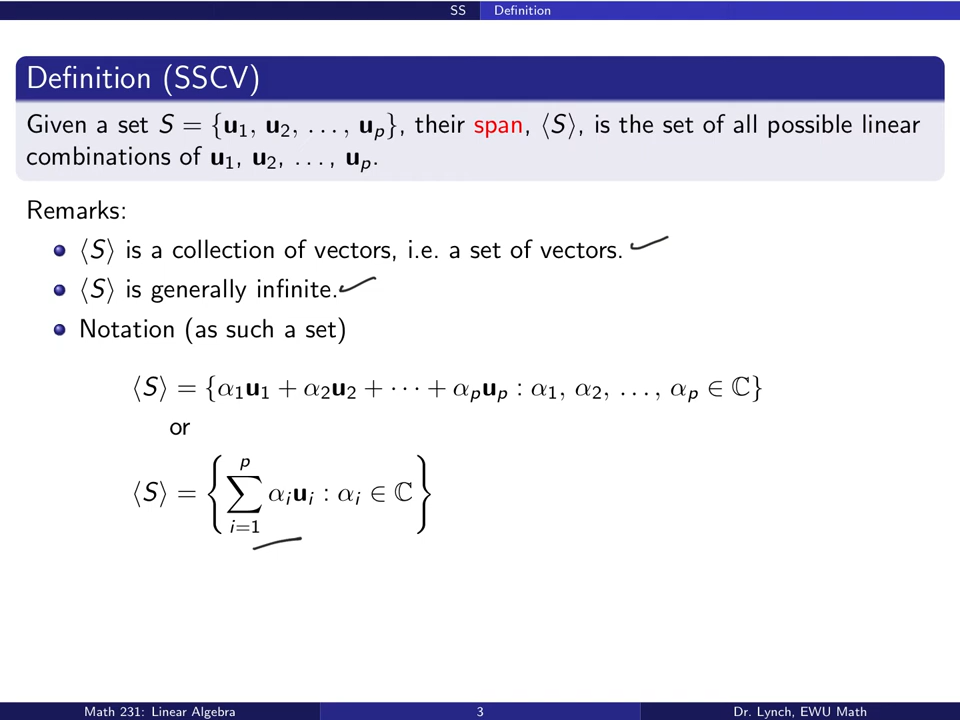 SS Definition
Definition (SSCV)
Given a set S = {u₁, u₂, . . . , uₚ}, their span, ⟨S⟩, is the set of all possible linear
combinations of u₁, u₂, . . . , uₚ.
Remarks:
⟨S⟩ is a collection of vectors, i.e. a set of vectors.
⟨S⟩ is generally infinite.
Notation (as such a set)
⟨S⟩ = {α₁u₁ + α₂u₂ + · · · + αₚuₚ : α₁, α₂, . . . , αₚ ∈ ℂ}
or
⟨S⟩ = { ∑ᵢ₌₁ᵖ αᵢuᵢ : αᵢ ∈ ℂ }
Math 231: Linear Algebra 3 Dr. Lynch, EWU Math